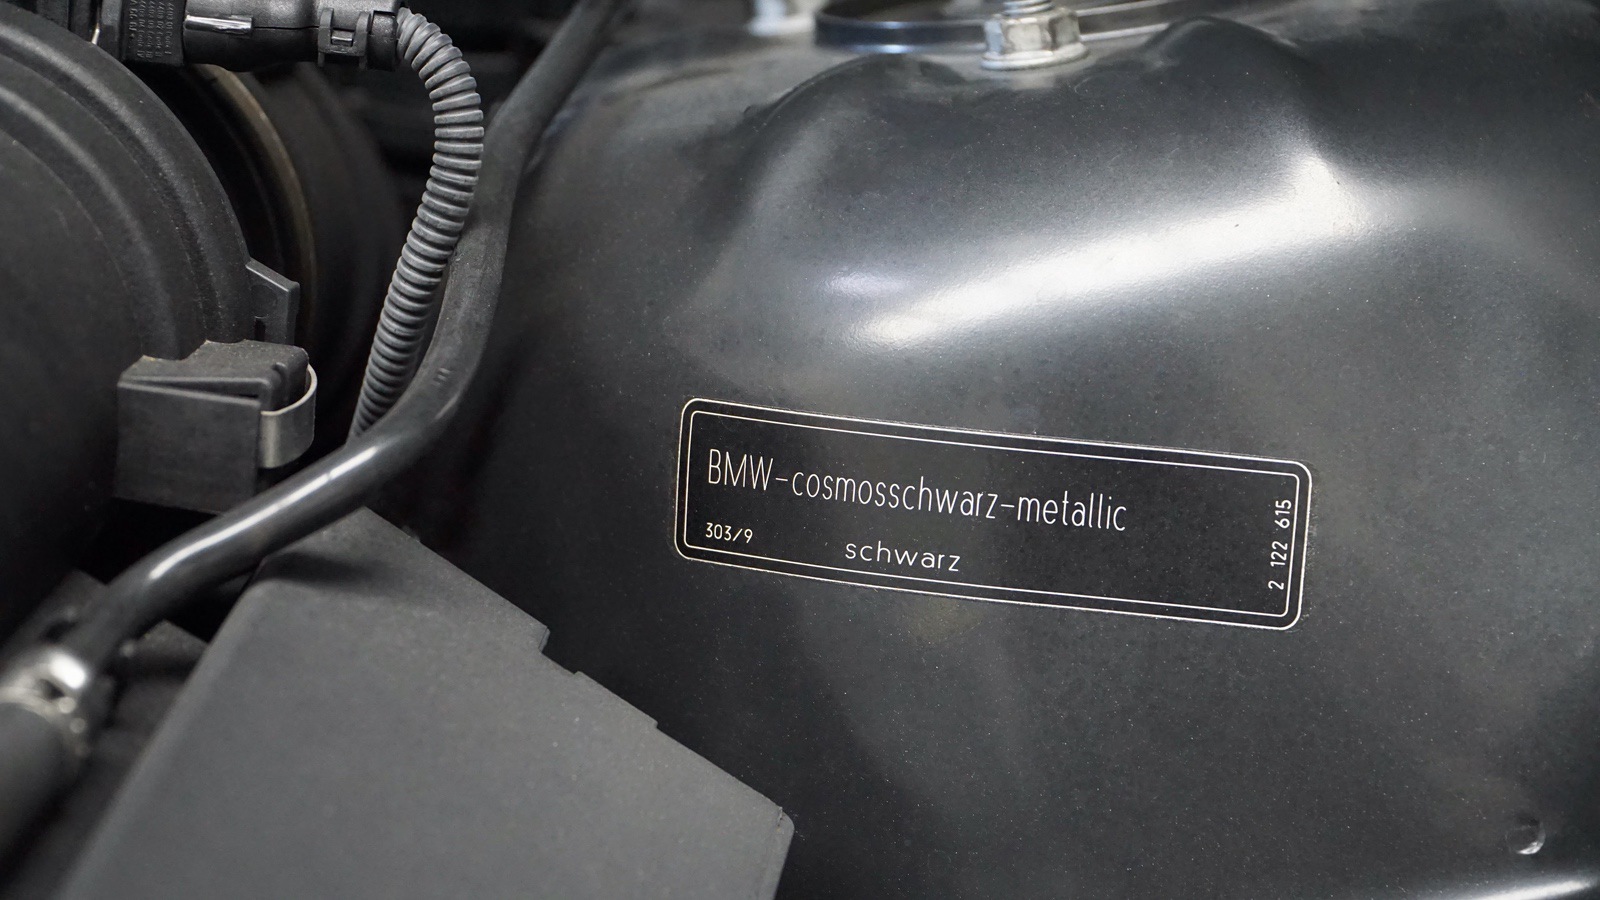 BMW-cosmosschwarz-metallic
303/9
schwarz
2 122 615